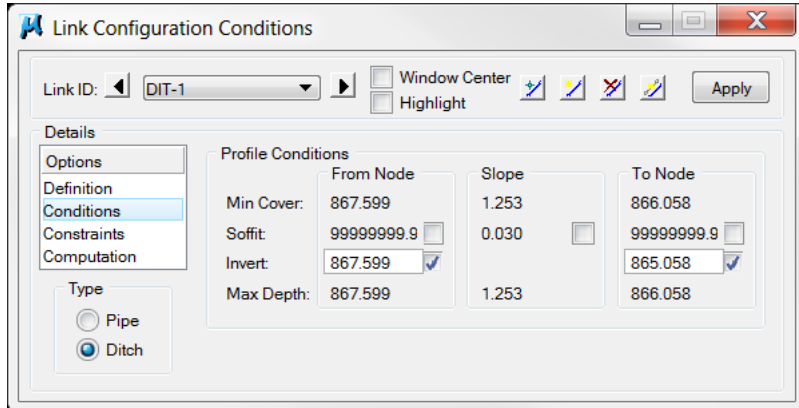 Link Configuration Conditions
Link ID: DIT-1 Window Center Apply
Highlight
Details
Options
Definition
Conditions
Constraints
Computation
Type
Pipe
Ditch
Profile Conditions
From Node Slope To Node
Min Cover: 867.599 1.253 866.058
Soffit: 99999999.9 0.030 99999999.9
Invert: 867.599 865.058
Max Depth: 867.599 1.253 866.058